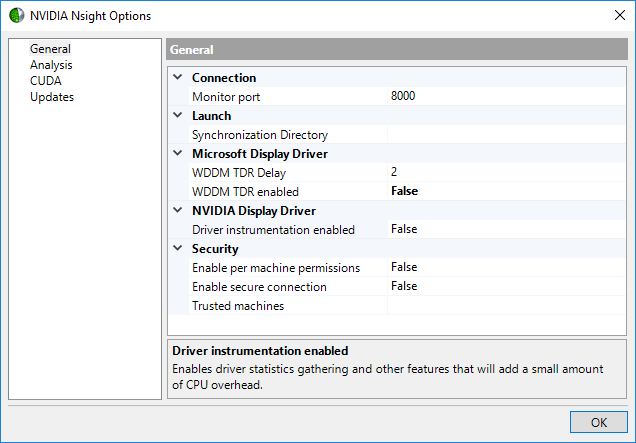 NVIDIA Nsight Options
General
Analysis
CUDA
Updates
General
Connection
Monitor port 8000
Launch
Synchronization Directory
Microsoft Display Driver
WDDM TDR Delay 2
WDDM TDR enabled False
NVIDIA Display Driver
Driver instrumentation enabled False
Security
Enable per machine permissions False
Enable secure connection False
Trusted machines
Driver instrumentation enabled
Enables driver statistics gathering and other features that will add a small amount
of CPU overhead.
OK